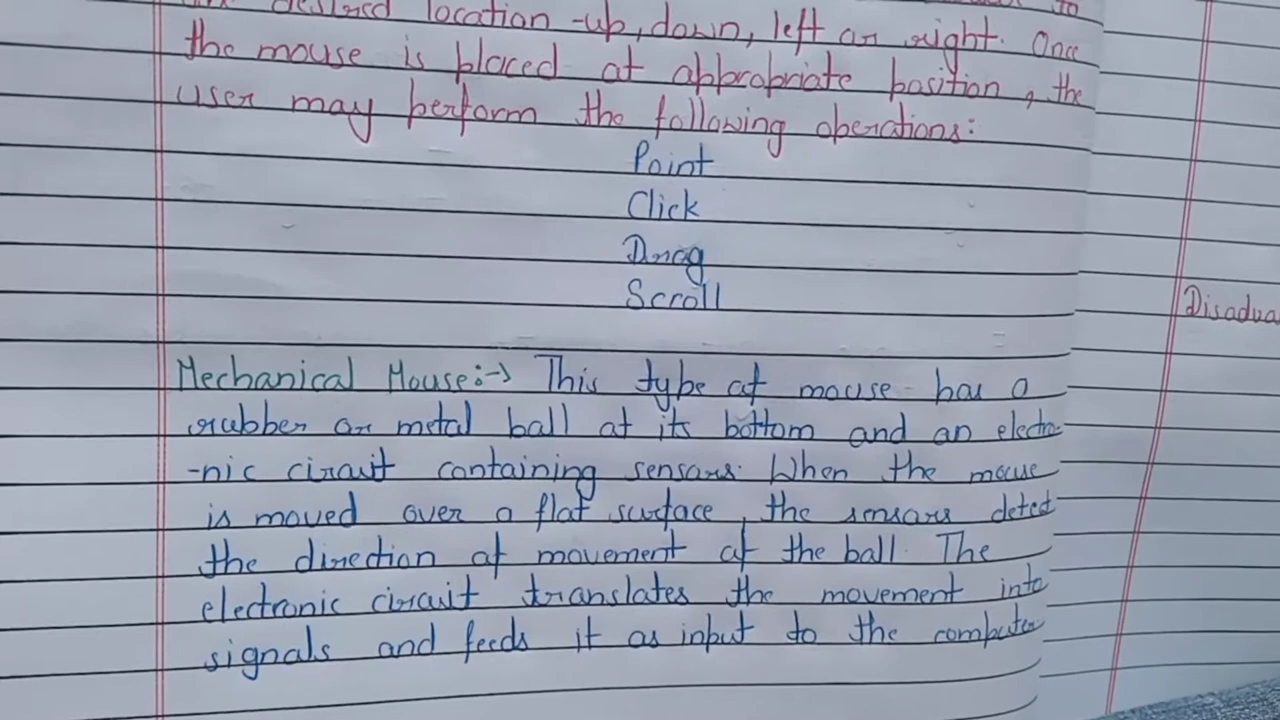 desired location -up, down, left or right. Once
the mouse is placed at appropriate position, the
user may perform the following operations:
Point
Click
Drag
Scroll
Mechanical Mouse:→ This type of mouse has a
rubber or metal ball at its bottom and an electro-
-nic circuit containing sensors. When the mouse
is moved over a flat surface, the sensors detect
the direction of movement of the ball. The
electronic circuit translates the movement into
signals and feeds it as input to the computer
Disadva